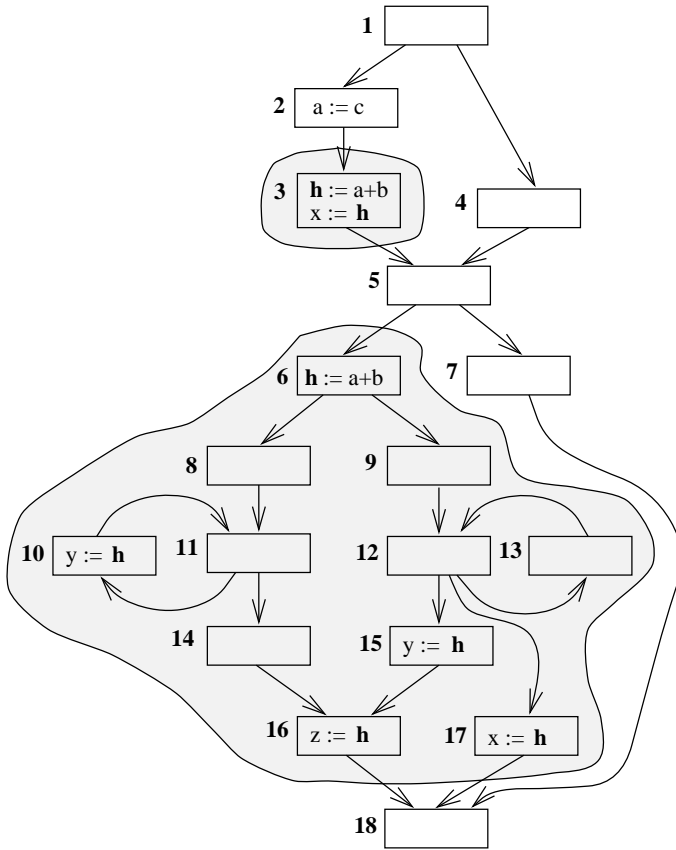 1
2 a := c
3 h := a+b
x := h
4
5
6 h := a+b
7
8
9
10 y := h
11
12
13
14
15 y := h
16 z := h
17 x := h
18